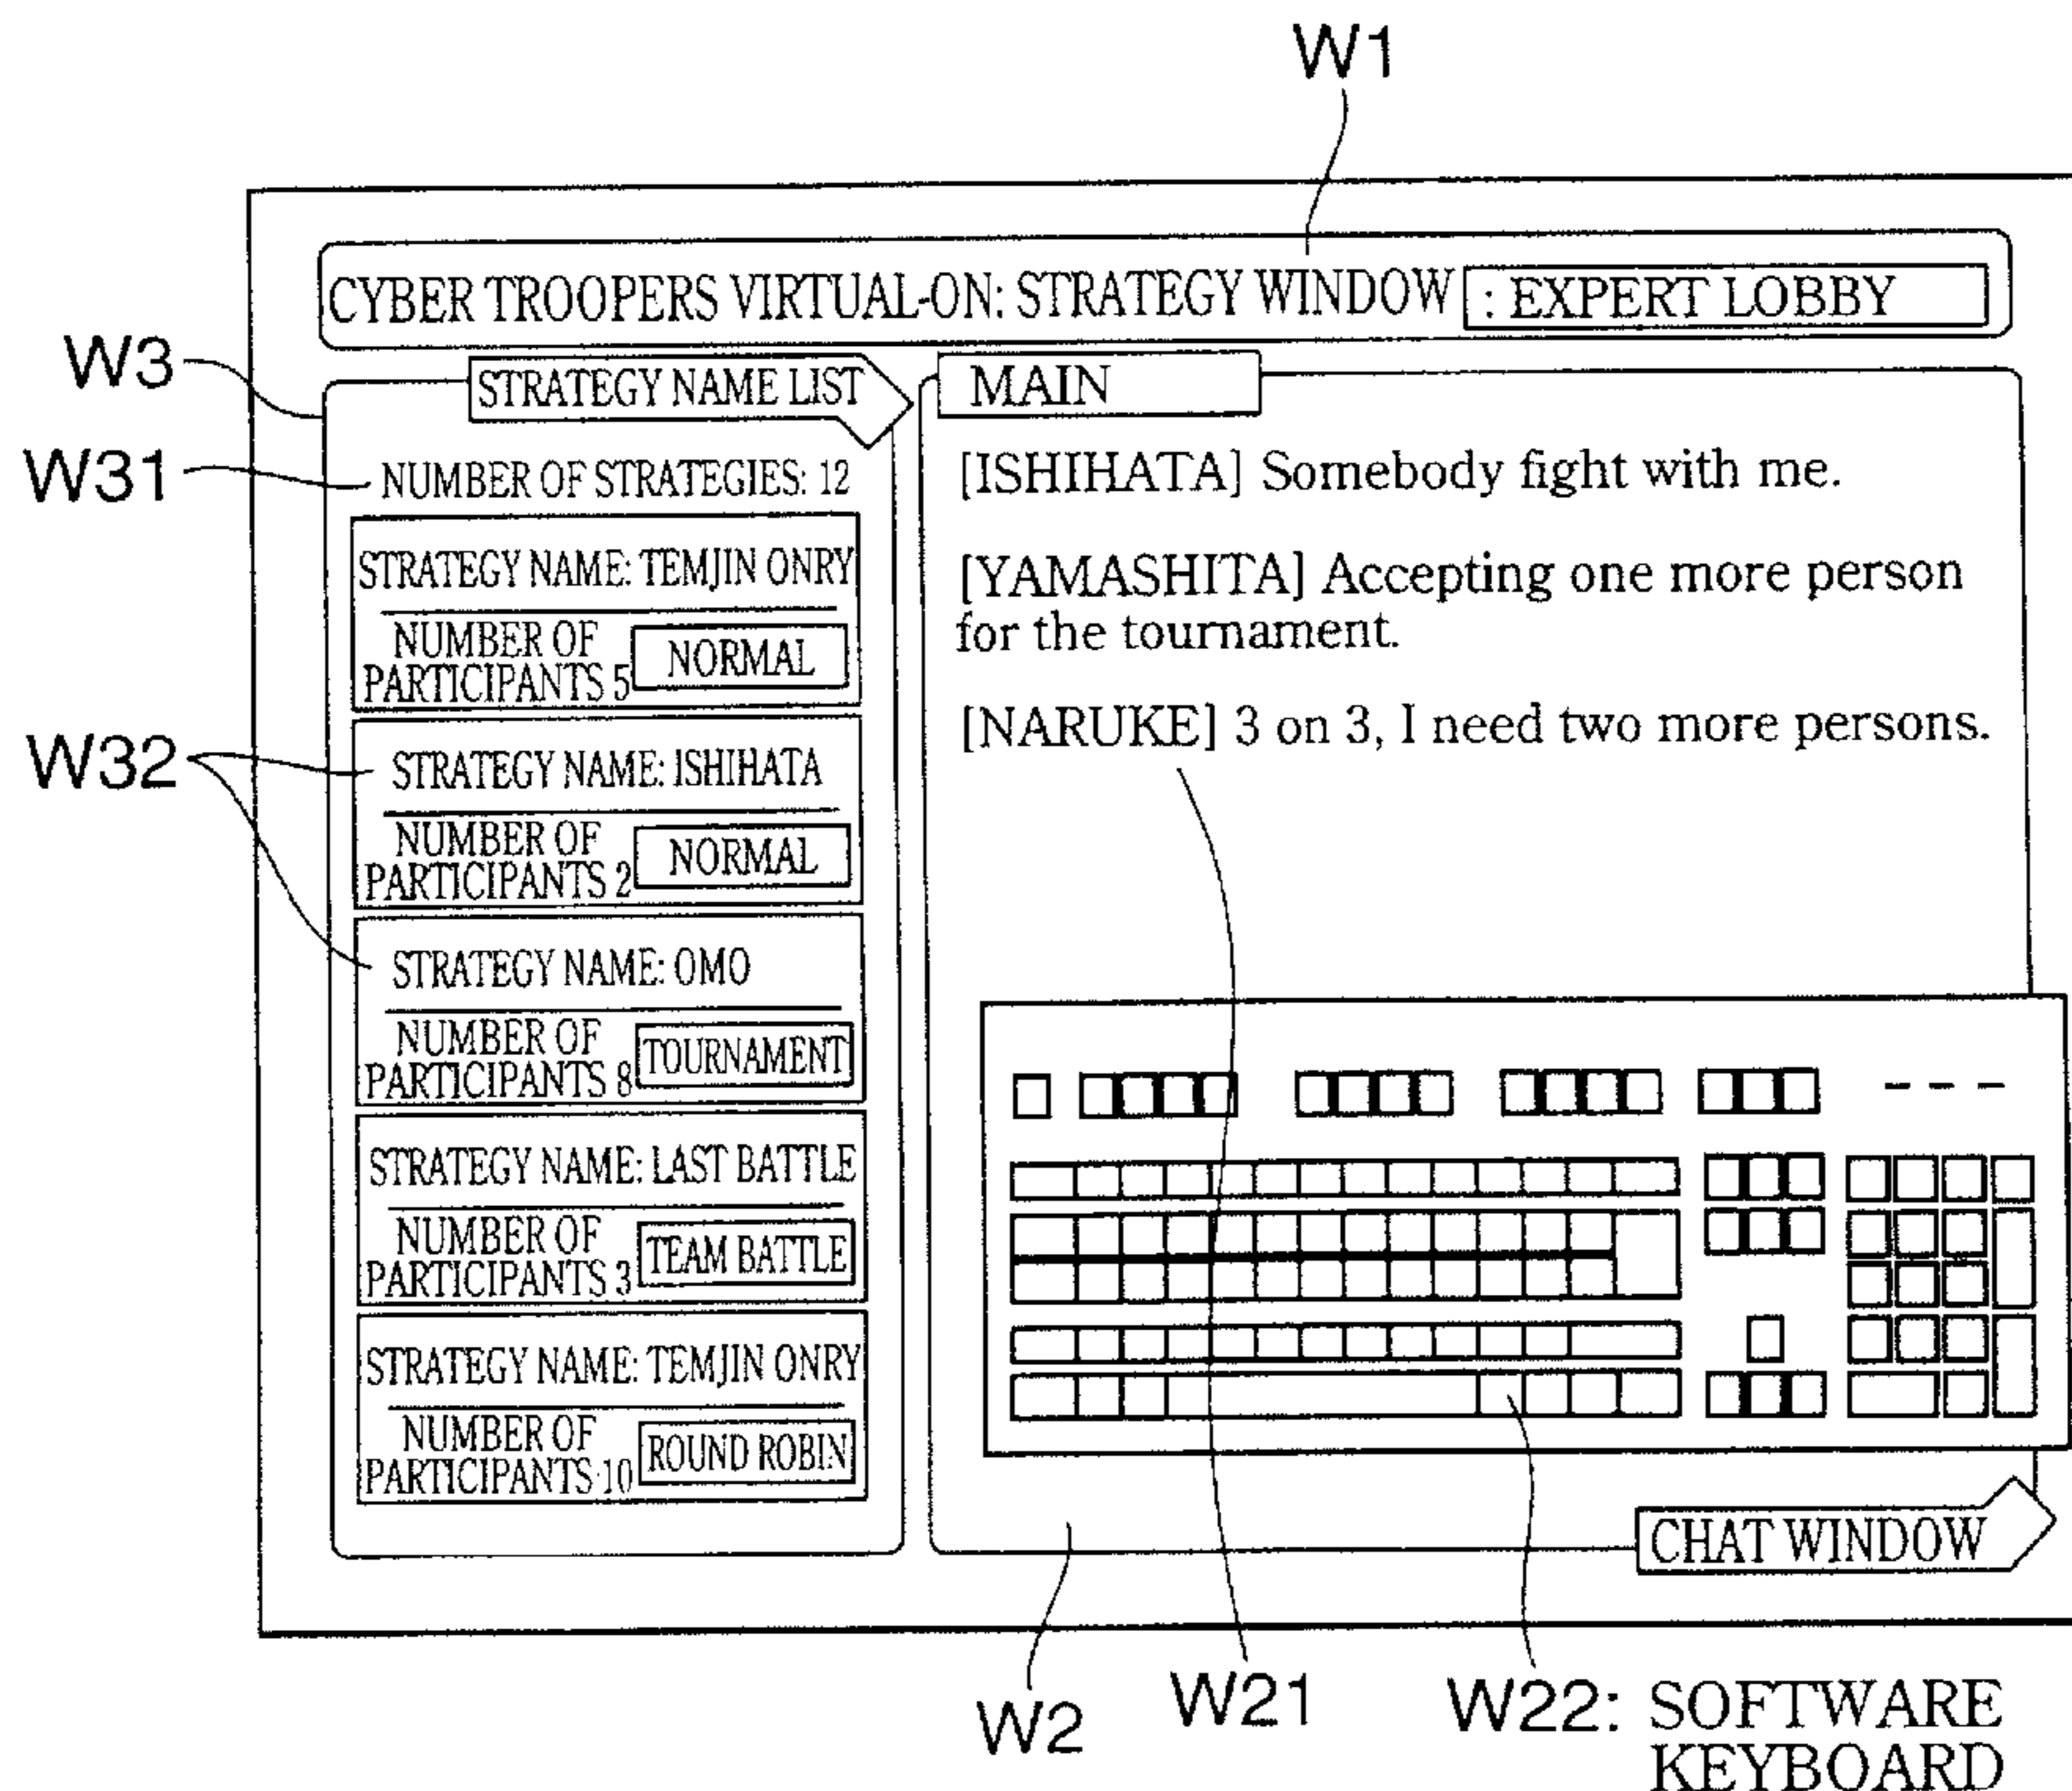 W1
CYBER TROOPERS VIRTUAL-ON: STRATEGY WINDOW : EXPERT LOBBY
W3
STRATEGY NAME LIST
W31
NUMBER OF STRATEGIES: 12
STRATEGY NAME: TEMJIN ONRY
NUMBER OF
PARTICIPANTS 5
NORMAL
W32
STRATEGY NAME: ISHIHATA
NUMBER OF
PARTICIPANTS 2
NORMAL
STRATEGY NAME: OMO
NUMBER OF
PARTICIPANTS 8
TOURNAMENT
STRATEGY NAME: LAST BATTLE
NUMBER OF
PARTICIPANTS 3
TEAM BATTLE
STRATEGY NAME: TEMJIN ONRY
NUMBER OF
PARTICIPANTS 10
ROUND ROBIN
MAIN
[ISHIHATA] Somebody fight with me.
[YAMASHITA] Accepting one more person
for the tournament.
[NARUKE] 3 on 3, I need two more persons.
CHAT WINDOW
W2
W21
W22: SOFTWARE
KEYBOARD